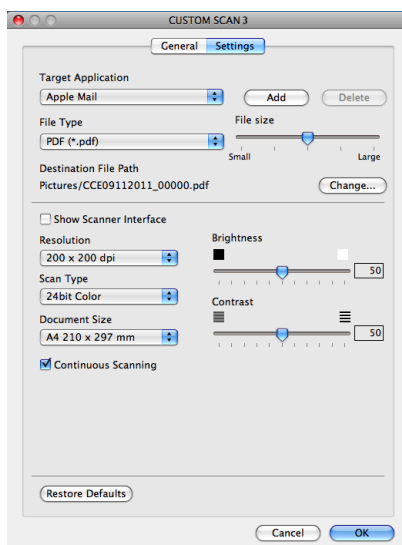 CUSTOM SCAN 3
General Settings
Target Application
Apple Mail Add Delete
File Type File size
PDF (*.pdf)
Small Large
Destination File Path
Pictures/CCE09112011_00000.pdf Change...
Show Scanner Interface
Resolution Brightness
200 x 200 dpi
50
Scan Type
24bit Color
Contrast
Document Size
A4 210 x 297 mm 50
Continuous Scanning
Restore Defaults
Cancel OK